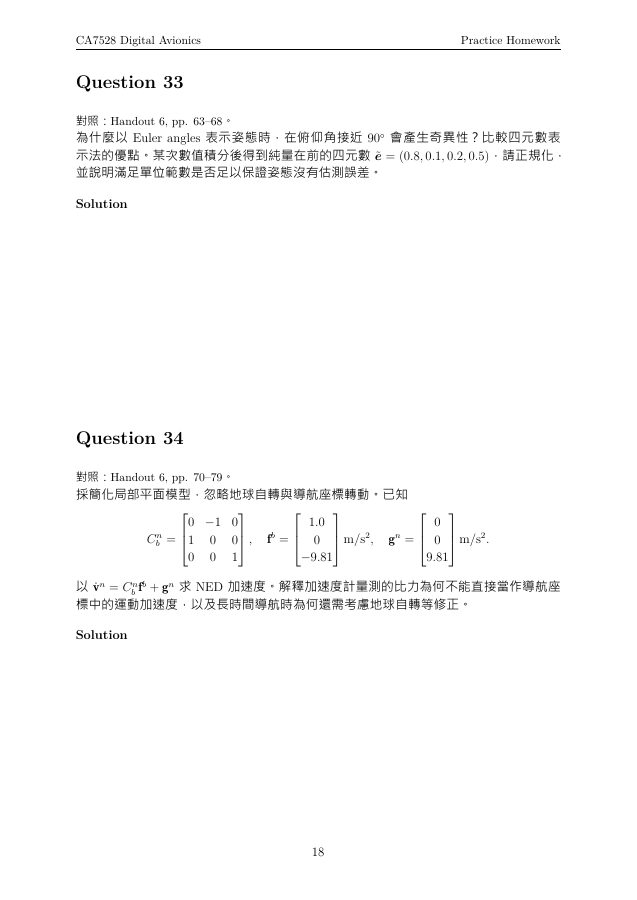 CA7528 Digital Avionics Practice Homework
Question 33
對照：Handout 6, pp. 63–68。
為什麼以 Euler angles 表示姿態時，在俯仰角接近 90° 會產生奇異性？比較四元數表
示法的優點。某次數值積分後得到純量在前的四元數 ẽ = (0.8, 0.1, 0.2, 0.5)，請正規化，
並說明滿足單位範數是否足以保證姿態沒有估測誤差。
Solution
Question 34
對照：Handout 6, pp. 70–79。
採簡化局部平面模型，忽略地球自轉與導航座標轉動。已知
C_b^n = [0 −1 0; 1 0 0; 0 0 1], f^b = [1.0; 0; −9.81] m/s², g^n = [0; 0; 9.81] m/s².
以 v̇^n = C_b^n f^b + g^n 求 NED 加速度。解釋加速度計量測的比力為何不能直接當作導航座
標中的運動加速度，以及長時間導航時為何還需考慮地球自轉等修正。
Solution
18